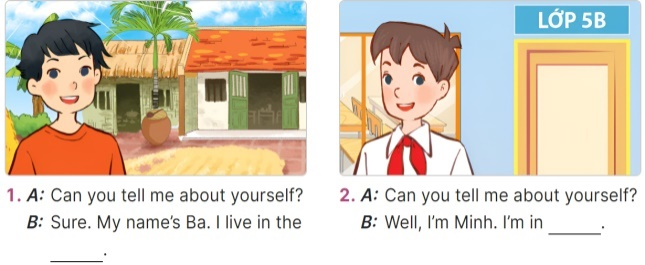 LỚP 5B
1. A: Can you tell me about yourself?
B: Sure. My name's Ba. I live in the
______.
2. A: Can you tell me about yourself?
B: Well, I'm Minh. I'm in ______.